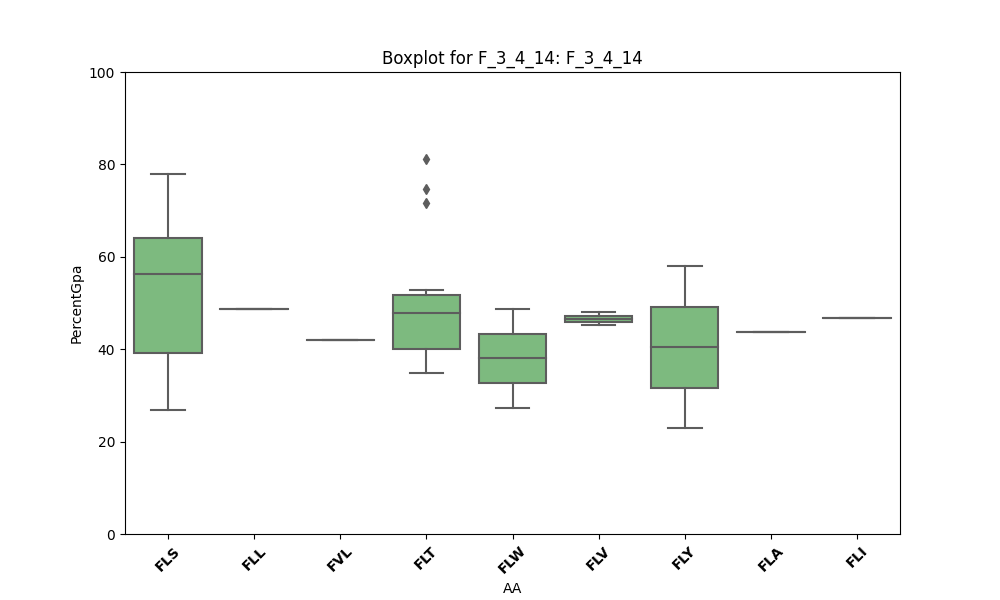 Boxplot for F_3_4_14: F_3_4_14
100
80
60
40
20
0
PercentGpa
FLS
FLL
FVL
FLT
FLW
FLV
FLY
FLA
FLI
AA